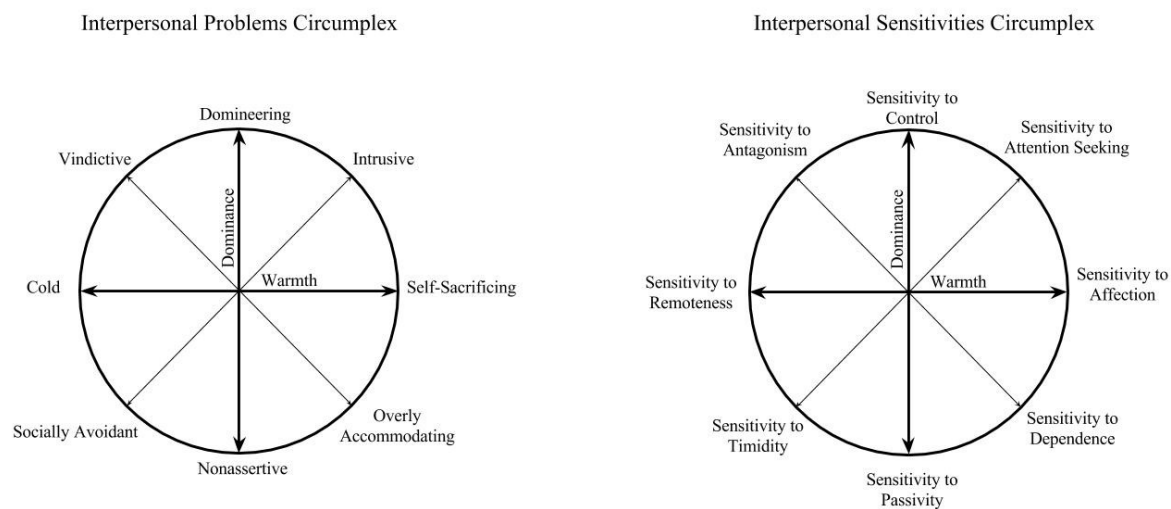 Interpersonal Problems Circumplex
Domineering
Vindictive
Intrusive
Dominance
Cold
Warmth
Self-Sacrificing
Socially Avoidant
Overly
Accommodating
Nonassertive
Interpersonal Sensitivities Circumplex
Sensitivity to
Control
Sensitivity to
Antagonism
Sensitivity to
Attention Seeking
Dominance
Sensitivity to
Remoteness
Warmth
Sensitivity to
Affection
Sensitivity to
Timidity
Sensitivity to
Dependence
Sensitivity to
Passivity